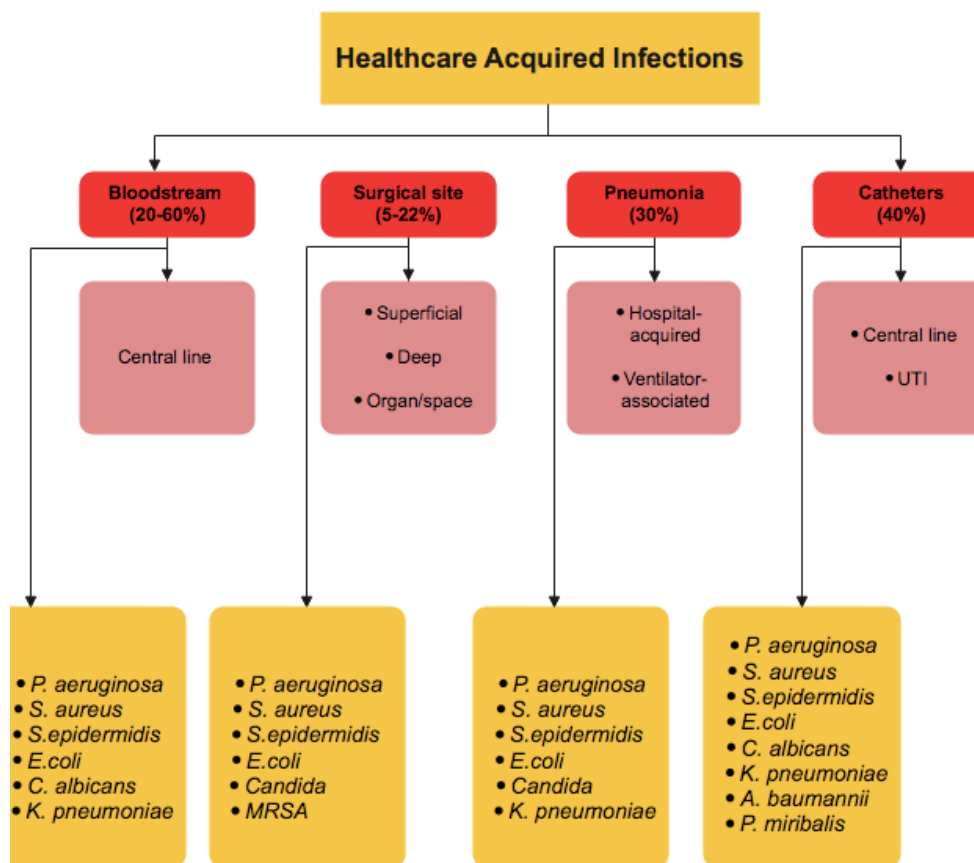 Healthcare Acquired Infections
Bloodstream
(20-60%)
Surgical site
(5-22%)
Pneumonia
(30%)
Catheters
(40%)
Central line
• Superficial
• Deep
• Organ/space
• Hospital-
acquired
• Ventilator-
associated
• Central line
• UTI
• P. aeruginosa
• S. aureus
• S.epidermidis
• E.coli
• C. albicans
• K. pneumoniae
• P. aeruginosa
• S. aureus
• S.epidermidis
• E.coli
• Candida
• MRSA
• P. aeruginosa
• S. aureus
• S.epidermidis
• E.coli
• Candida
• K. pneumoniae
• P. aeruginosa
• S. aureus
• S.epidermidis
• E.coli
• C. albicans
• K. pneumoniae
• A. baumannii
• P. miribalis